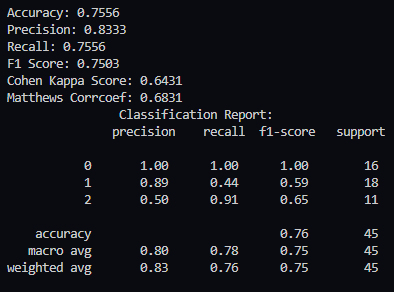 Accuracy: 0.7556
Precision: 0.8333
Recall: 0.7556
F1 Score: 0.7503
Cohen Kappa Score: 0.6431
Matthews Corrcoef: 0.6831
Classification Report:
precision recall f1-score support
0 1.00 1.00 1.00 16
1 0.89 0.44 0.59 18
2 0.50 0.91 0.65 11
accuracy 0.76 45
macro avg 0.80 0.78 0.75 45
weighted avg 0.83 0.76 0.75 45